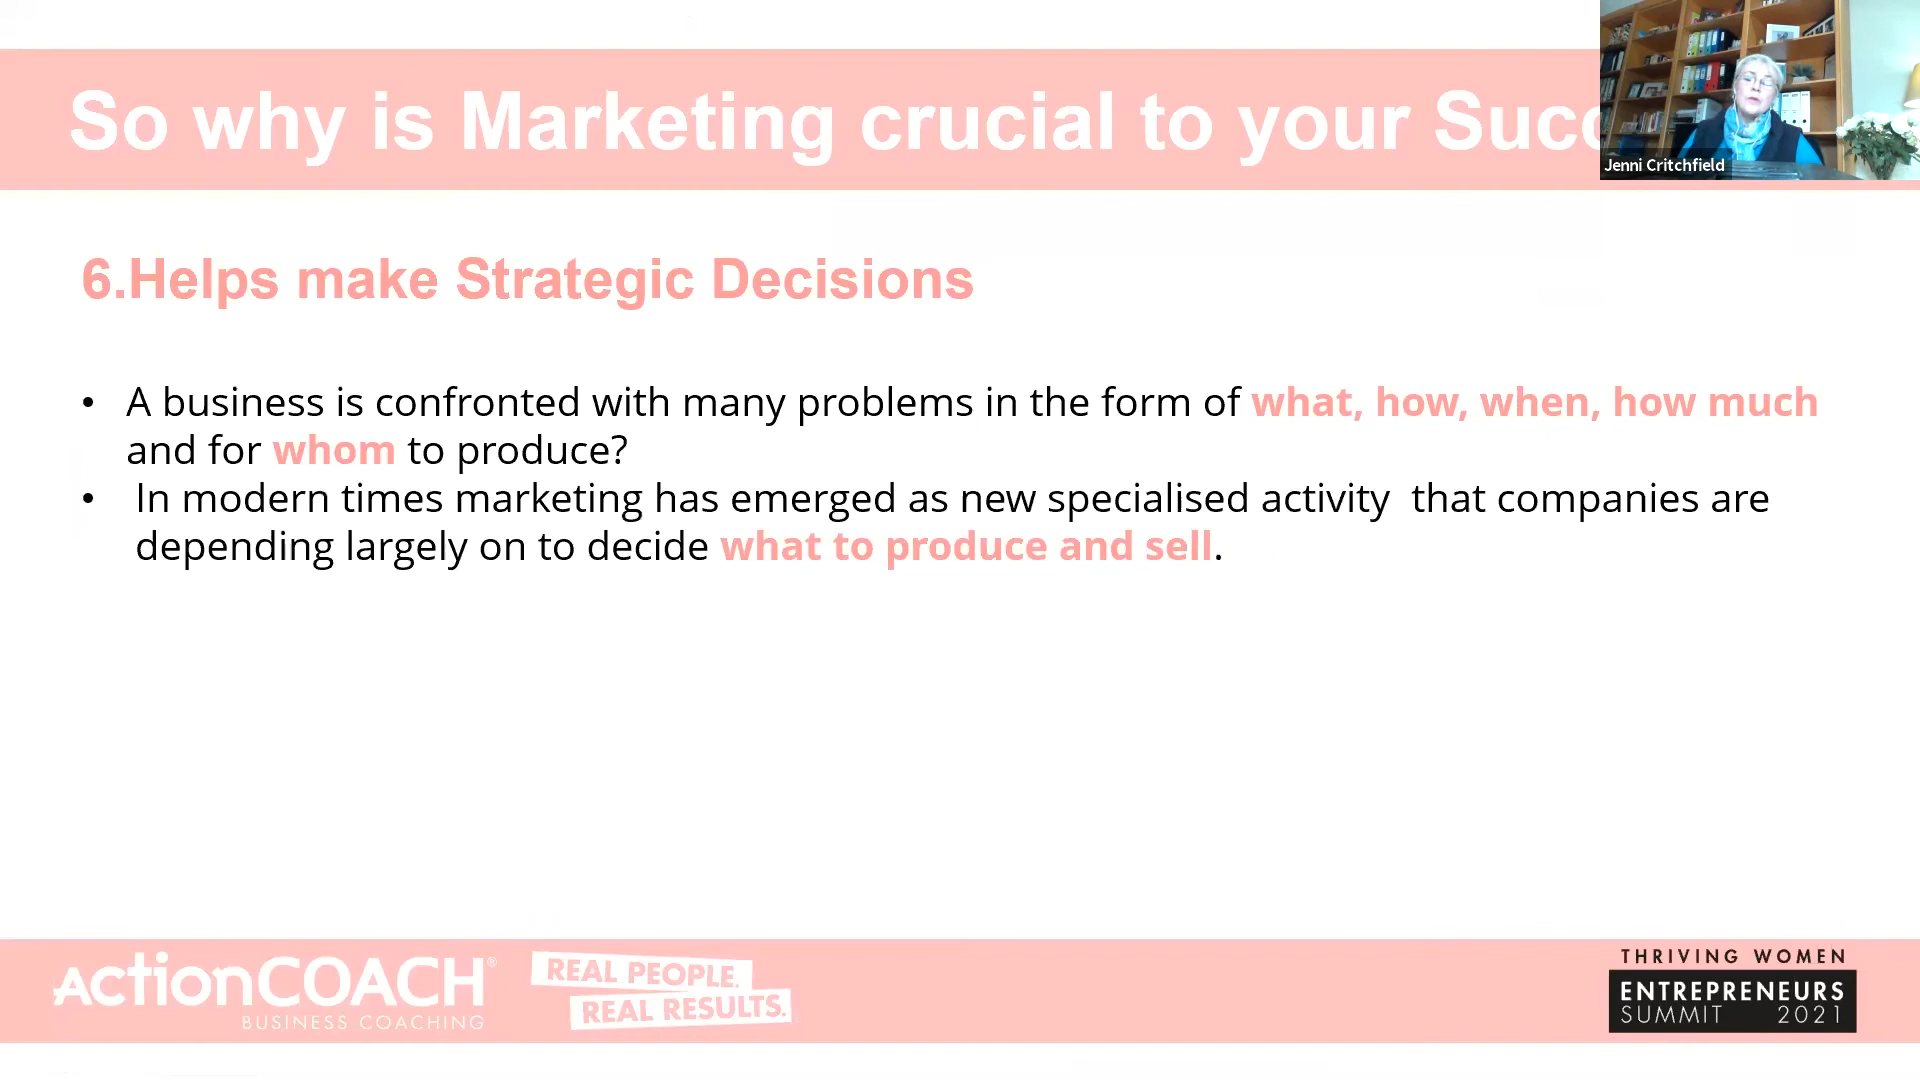 So why is Marketing crucial to your Succ
Jenni Critchfield
6.Helps make Strategic Decisions
• A business is confronted with many problems in the form of what, how, when, how much
and for whom to produce?
• In modern times marketing has emerged as new specialised activity  that companies are
depending largely on to decide what to produce and sell.
ActionCOACH®
BUSINESS COACHING
REAL PEOPLE.
REAL RESULTS.
THRIVING WOMEN
ENTREPRENEURS
SUMMIT 2021